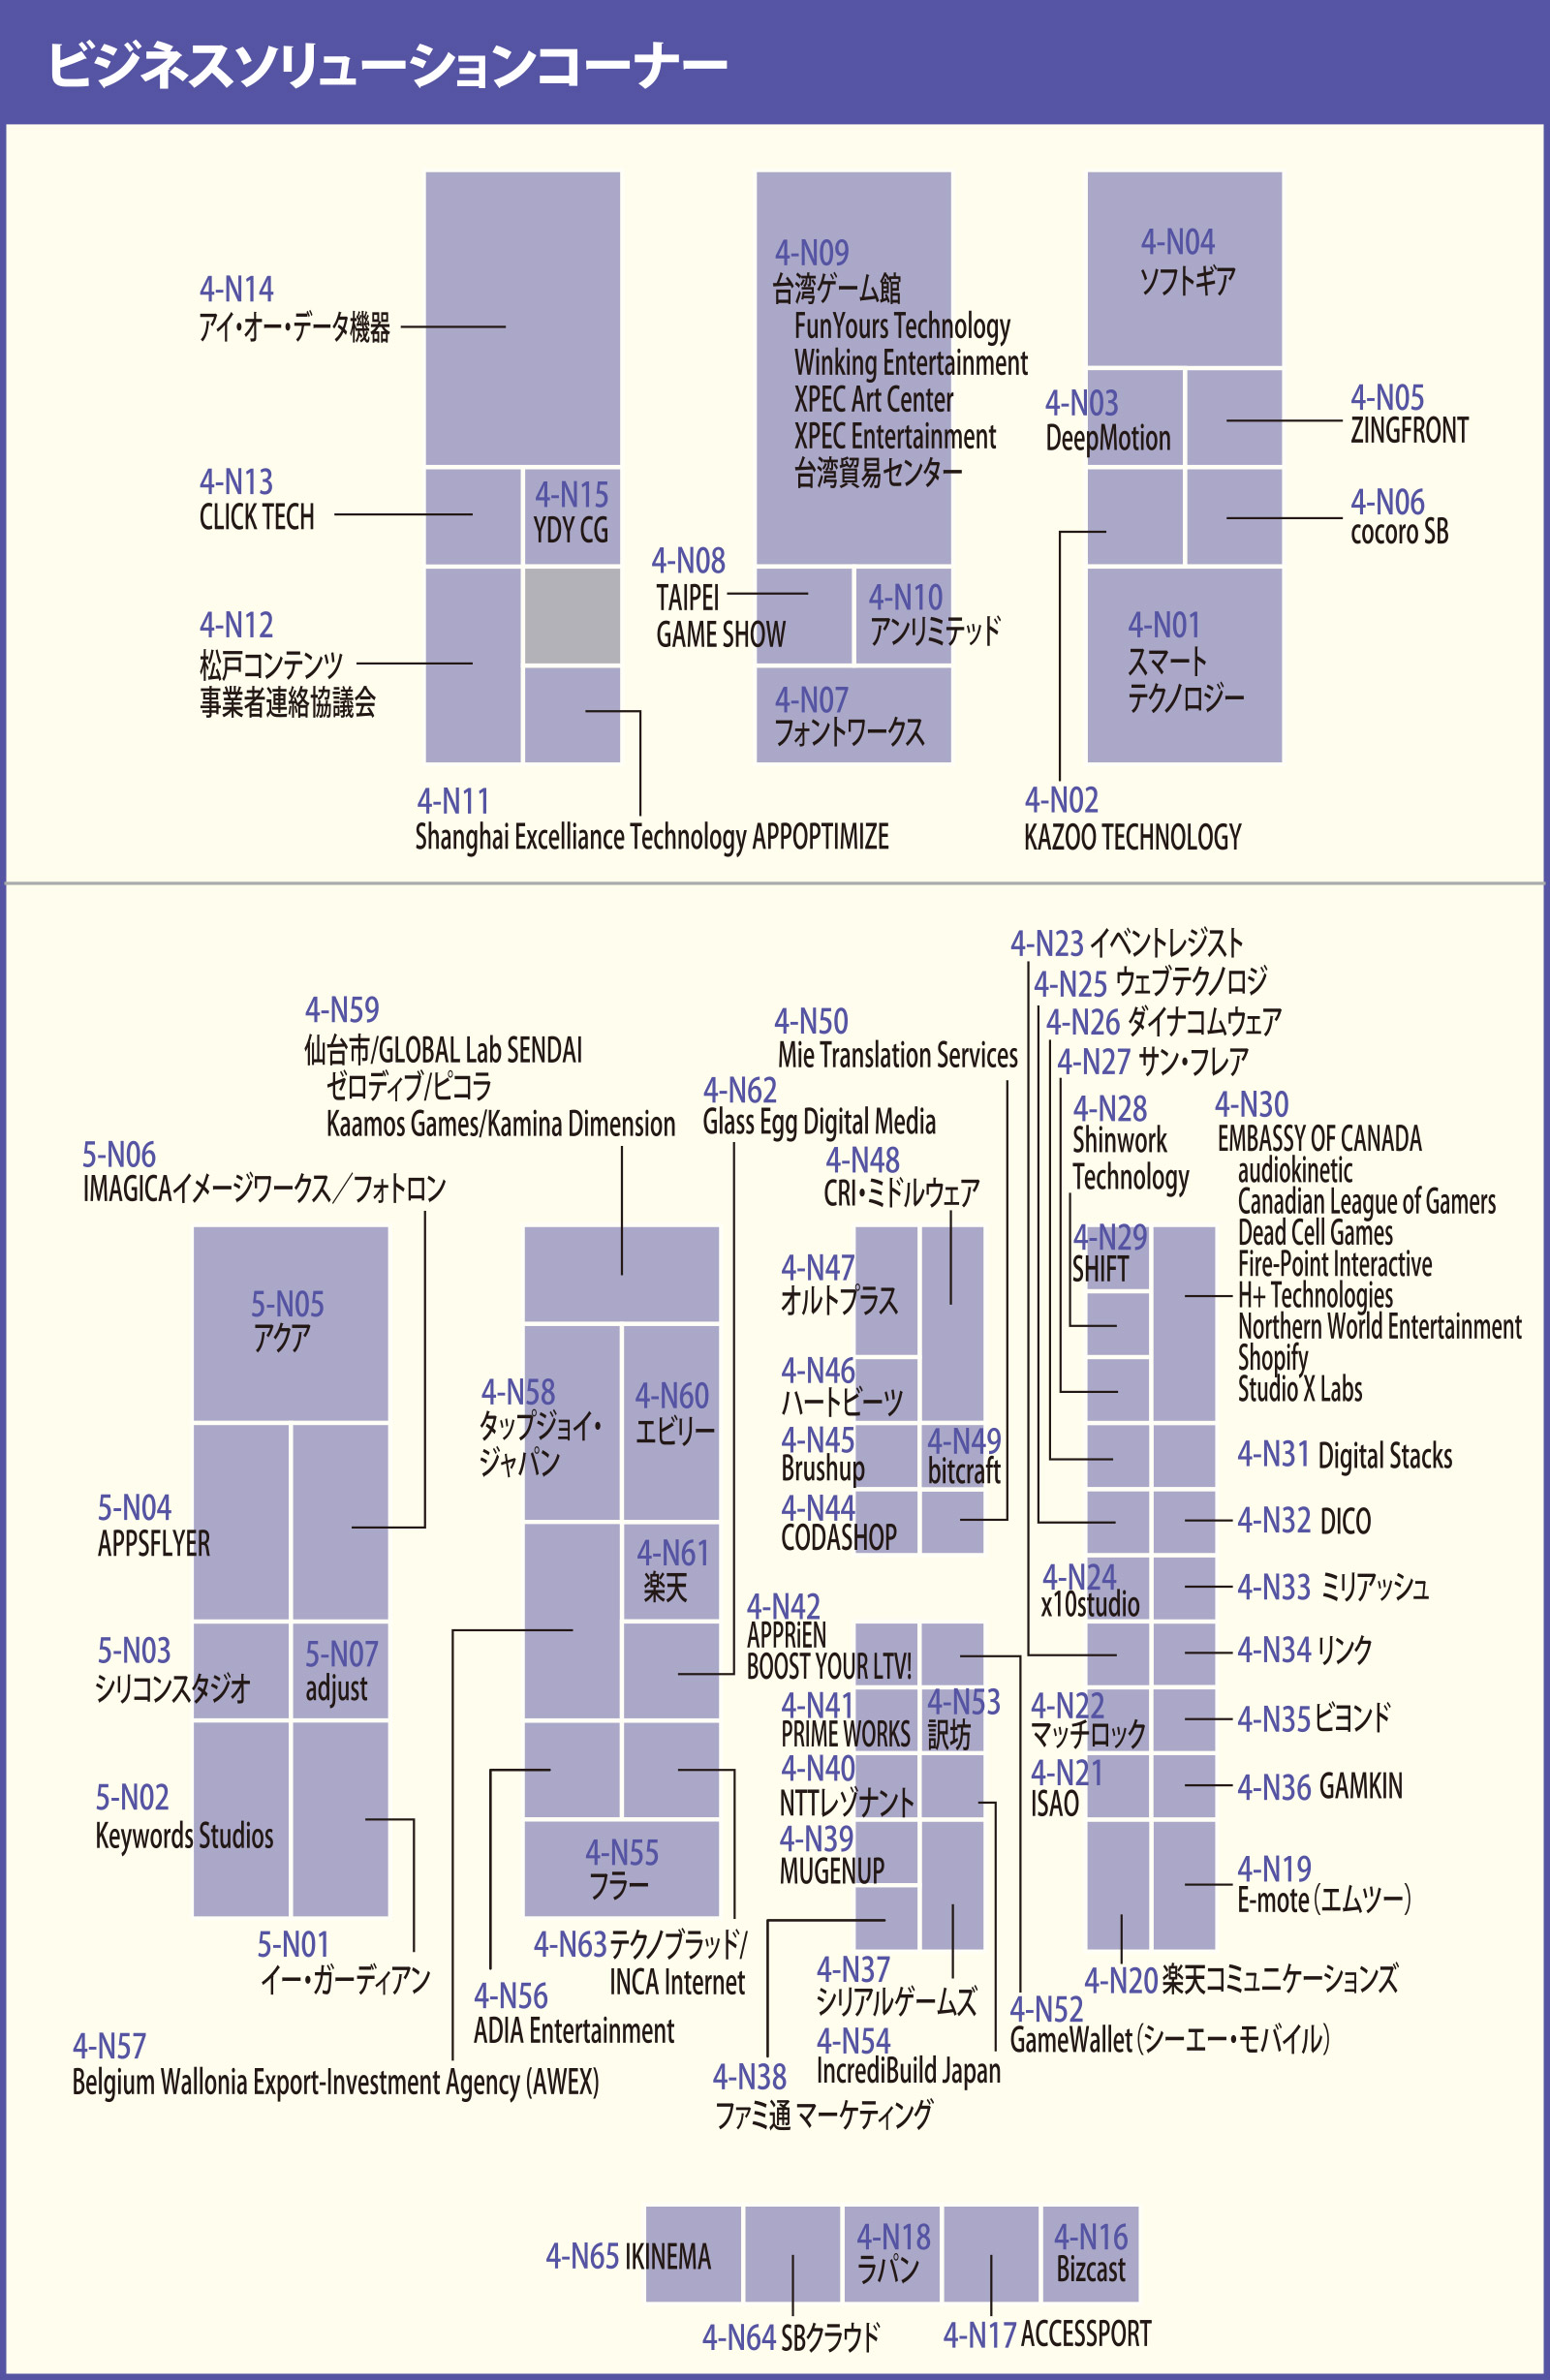 ビジネスソリューションコーナー
4-N14
アイ・オー・データ機器
4-N13
CLICK TECH
4-N15
YDY CG
4-N12
松戸コンテンツ
事業者連絡協議会
4-N11
Shanghai Excelliance Technology APPOPTIMIZE
4-N09
台湾ゲーム館
FunYours Technology
Winking Entertainment
XPEC Art Center
XPEC Entertainment
台湾貿易センター
4-N08
TAIPEI
GAME SHOW
4-N10
アンリミテッド
4-N07
フォントワークス
4-N04
ソフトギア
4-N03
DeepMotion
4-N05
ZINGFRONT
4-N06
cocoro SB
4-N01
スマート
テクノロジー
4-N02
KAZOO TECHNOLOGY
5-N06
IMAGICAイメージワークス／フォトロン
5-N05
アクア
5-N04
APPSFLYER
5-N03
シリコンスタジオ
5-N07
adjust
5-N02
Keywords Studios
5-N01
イー・ガーディアン
4-N59
仙台市/GLOBAL Lab SENDAI
ゼロディブ/ピコラ
Kaamos Games/Kamina Dimension
4-N62
Glass Egg Digital Media
4-N58
タップジョイ・
ジャパン
4-N60
エビリー
4-N61
楽天
4-N55
フラー
4-N63 テクノブラッド/
INCA Internet
4-N56
ADIA Entertainment
4-N57
Belgium Wallonia Export-Investment Agency (AWEX)
4-N50
Mie Translation Services
4-N48
CRI・ミドルウェア
4-N47
オルトプラス
4-N46
ハートビーツ
4-N45
Brushup
4-N49
bitcraft
4-N44
CODASHOP
4-N42
APPRiEN
BOOST YOUR LTV!
4-N41
PRIME WORKS
4-N53
訳坊
4-N40
NTTレゾナント
4-N39
MUGENUP
4-N37
シリアルゲームズ
4-N54
IncrediBuild Japan
4-N38
ファミ通 マーケティング
4-N52
GameWallet（シーエー・モバイル）
4-N23 イベントレジスト
4-N25 ウェブテクノロジ
4-N26 ダイナコムウェア
4-N27 サン・フレア
4-N28
Shinwork
Technology
4-N29
SHIFT
4-N30
EMBASSY OF CANADA
audiokinetic
Canadian League of Gamers
Dead Cell Games
Fire-Point Interactive
H+ Technologies
Northern World Entertainment
Shopify
Studio X Labs
4-N31 Digital Stacks
4-N32 DICO
4-N24
x10studio
4-N33 ミリアッシュ
4-N34 リンク
4-N22
マッチロック
4-N35 ビヨンド
4-N21
ISAO
4-N36 GAMKIN
4-N19
E-mote（エムツー）
4-N20 楽天コミュニケーションズ
4-N65 IKINEMA
4-N64 SBクラウド
4-N18
ラパン
4-N17 ACCESSPORT
4-N16
Bizcast